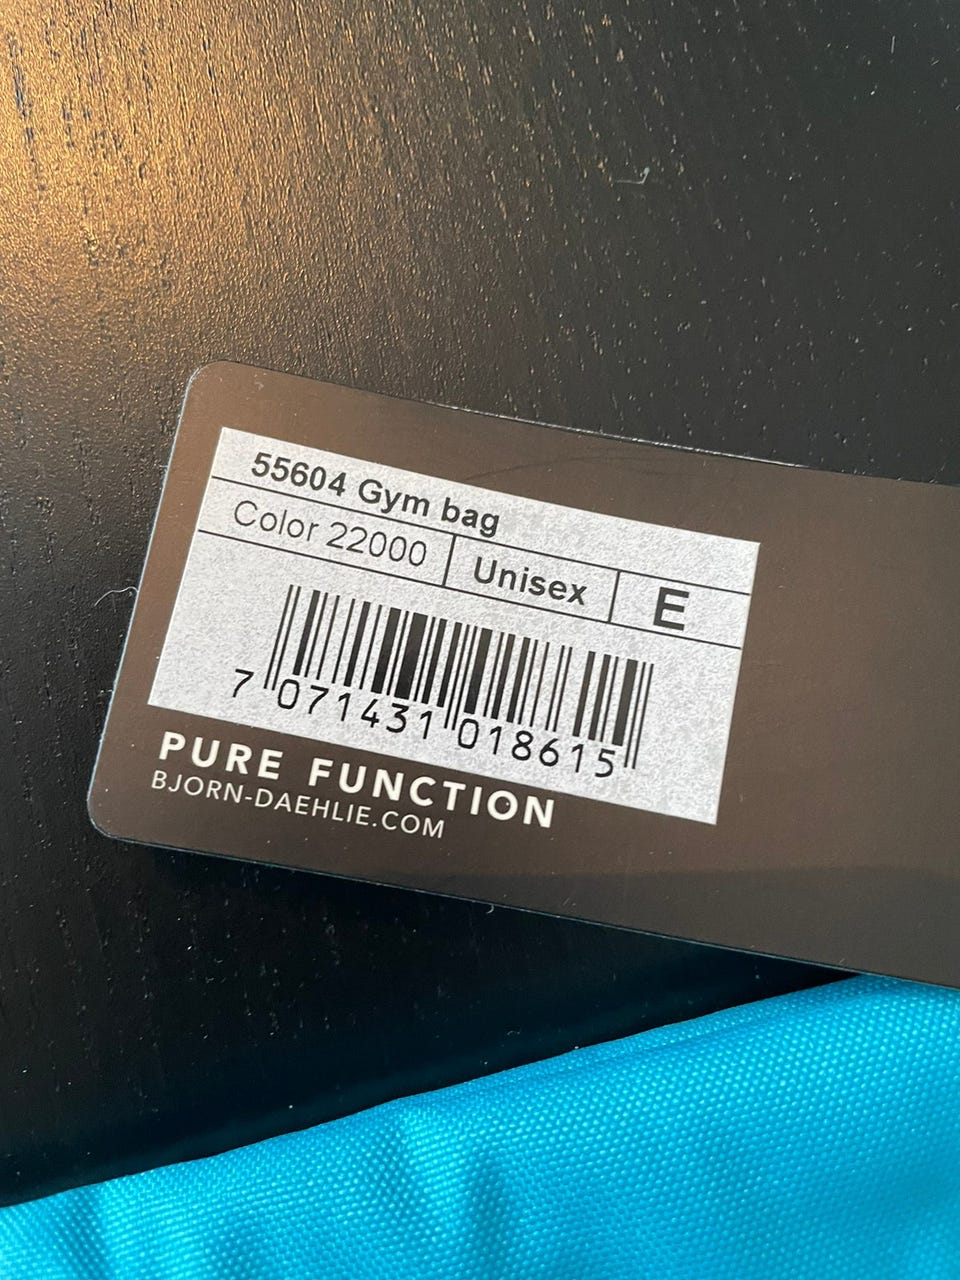 55604 Gym bag
Color 22000 Unisex E
7 071431 018615
PURE FUNCTION
BJORN-DAEHLIE.COM